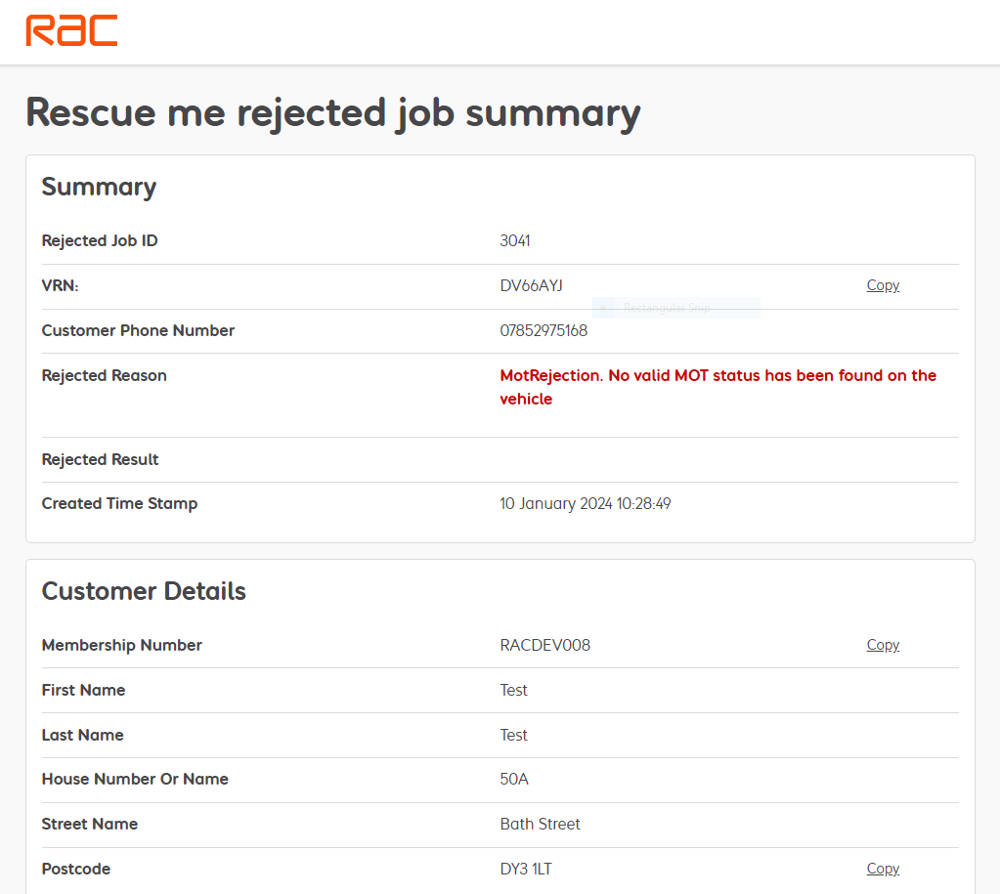 RAC
Rescue me rejected job summary
Summary
Rejected Job ID 3041
VRN: DV66AYJ Copy
Rectangular Snip
Customer Phone Number 07852975168
Rejected Reason MotRejection. No valid MOT status has been found on the
vehicle
Rejected Result
Created Time Stamp 10 January 2024 10:28:49
Customer Details
Membership Number RACDEV008 Copy
First Name Test
Last Name Test
House Number Or Name 50A
Street Name Bath Street
Postcode DY3 1LT Copy